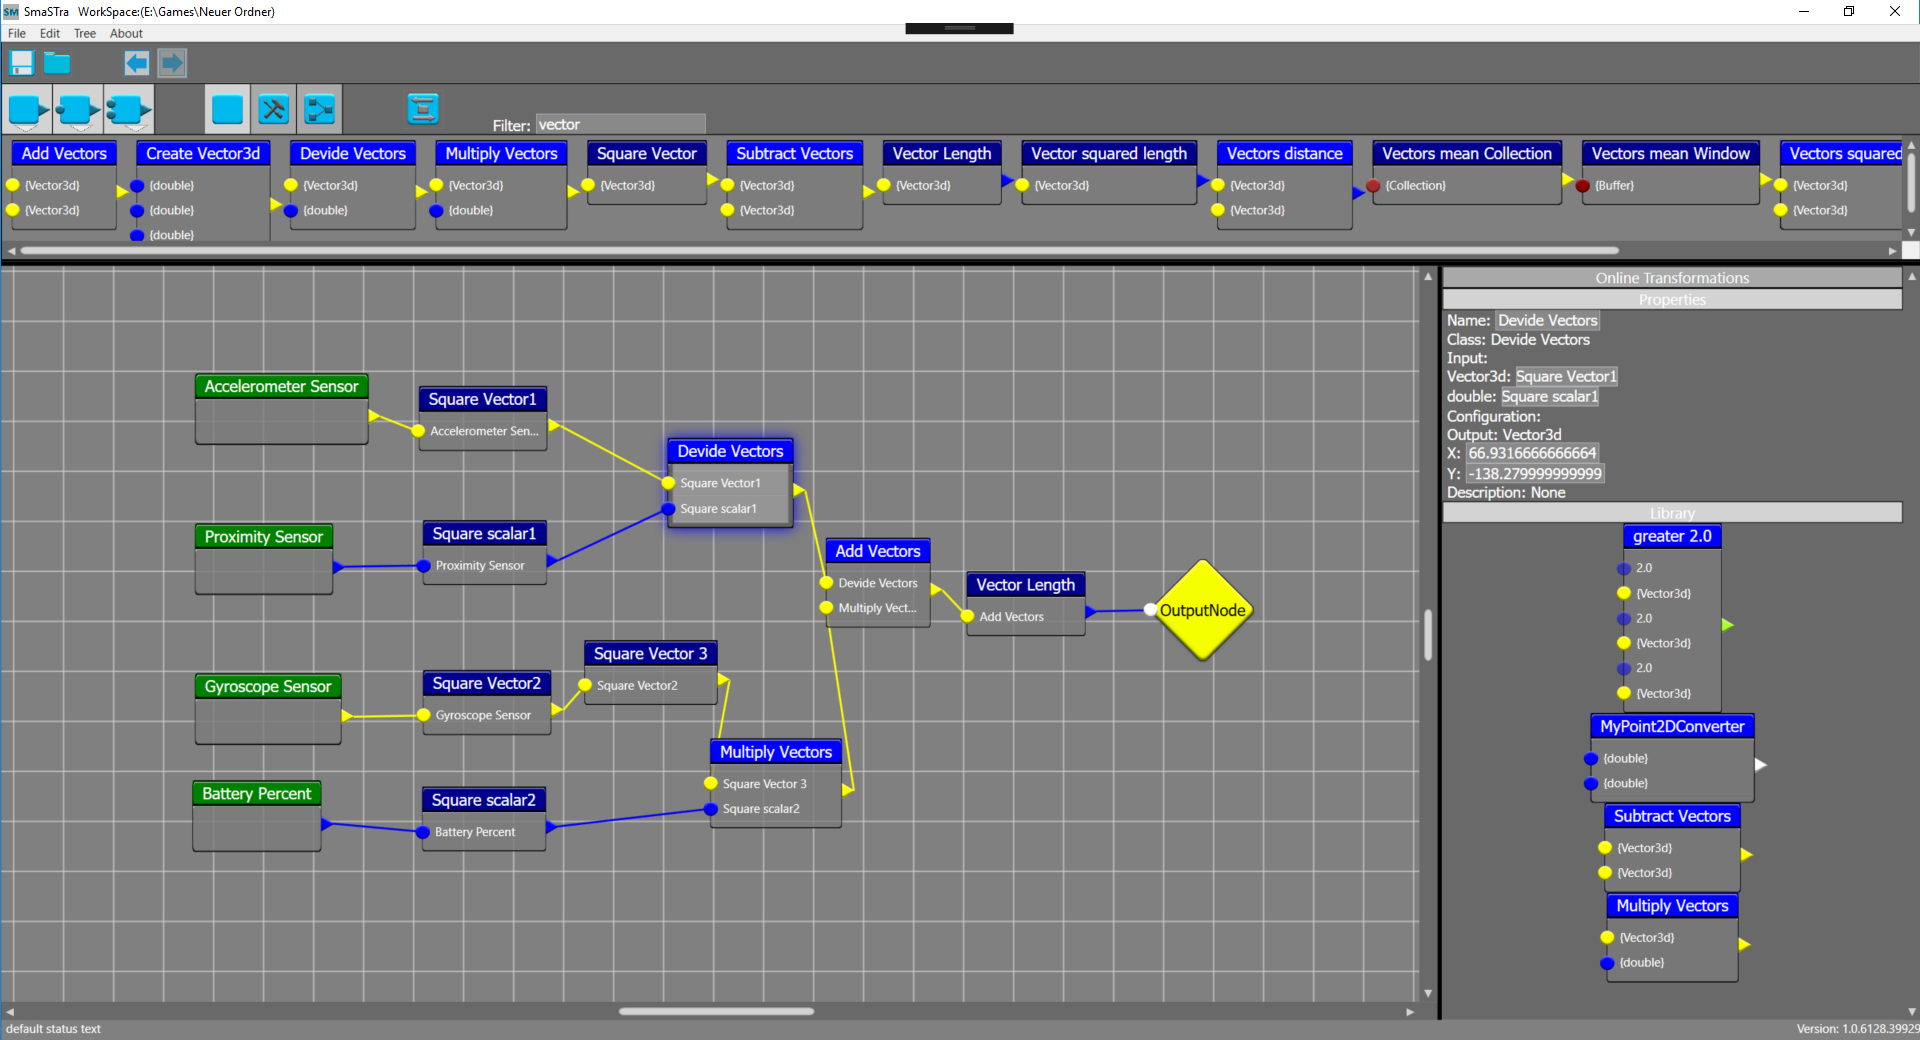 SM SmaSTra WorkSpace:(E:\Games\Neuer Ordner)
File Edit Tree About
Filter: vector
Add Vectors
{Vector3d}
{Vector3d}
Create Vector3d
{double}
{double}
{double}
Devide Vectors
{Vector3d}
{double}
Multiply Vectors
{Vector3d}
{double}
Square Vector
{Vector3d}
Subtract Vectors
{Vector3d}
{Vector3d}
Vector Length
{Vector3d}
Vector squared length
{Vector3d}
Vectors distance
{Vector3d}
{Vector3d}
Vectors mean Collection
{Collection}
Vectors mean Window
{Buffer}
Vectors squared
{Vector3d}
{Vector3d}
Accelerometer Sensor
Square Vector1
Accelerometer Sen...
Devide Vectors
Square Vector1
Square scalar1
Proximity Sensor
Square scalar1
Proximity Sensor
Add Vectors
Devide Vectors
Multiply Vect...
Vector Length
Add Vectors
OutputNode
Gyroscope Sensor
Square Vector2
Gyroscope Sensor
Square Vector 3
Square Vector2
Multiply Vectors
Square Vector 3
Square scalar2
Battery Percent
Square scalar2
Battery Percent
Online Transformations
Properties
Name: Devide Vectors
Class: Devide Vectors
Input:
Vector3d: Square Vector1
double: Square scalar1
Configuration:
Output: Vector3d
X: 66.9316666666664
Y: -138.279999999999
Description: None
Library
greater 2.0
2.0
{Vector3d}
2.0
{Vector3d}
2.0
{Vector3d}
MyPoint2DConverter
{double}
{double}
Subtract Vectors
{Vector3d}
{Vector3d}
Multiply Vectors
{Vector3d}
{double}
default status text
Version: 1.0.6128.39929